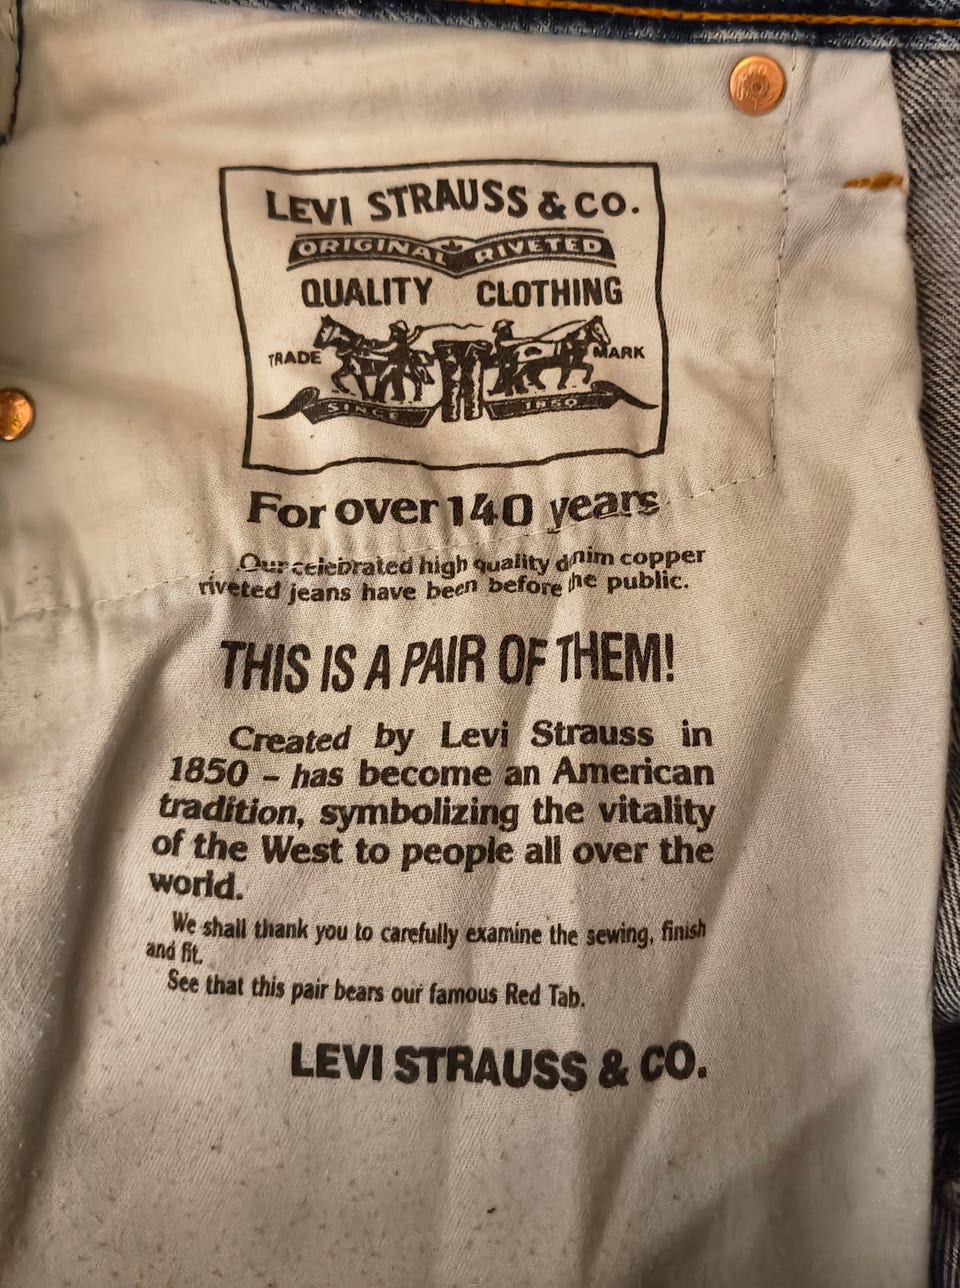 LEVI STRAUSS & CO.
ORIGINAL RIVETED
QUALITY CLOTHING
TRADE MARK
SINCE 1850
For over 140 years
Our celebrated high quality denim copper
riveted jeans have been before the public.
THIS IS A PAIR OF THEM!
Created by Levi Strauss in
1850 – has become an American
tradition, symbolizing the vitality
of the West to people all over the
world.
We shall thank you to carefully examine the sewing, finish
and fit.
See that this pair bears our famous Red Tab.
LEVI STRAUSS & CO.